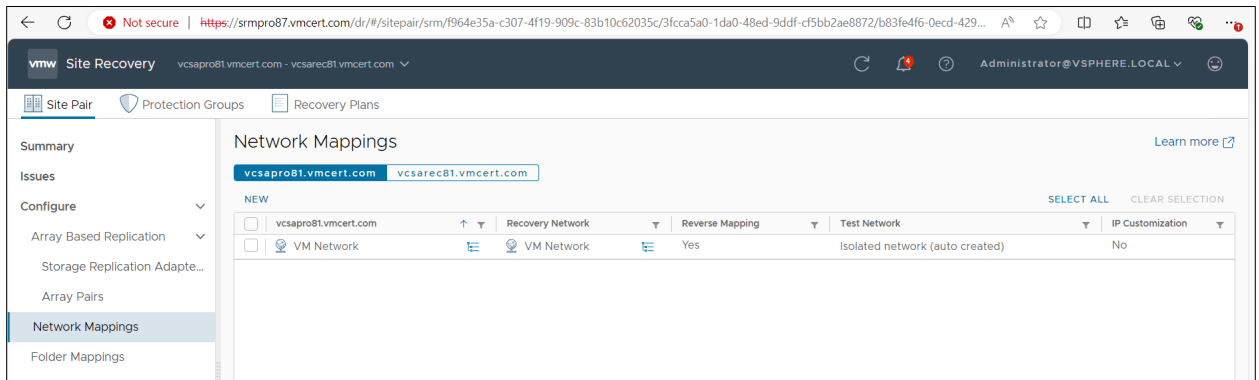 Not secure | https://srmpro87.vmcert.com/dr/#/sitepair/srm/f964e35a-c307-4f19-909c-83b10c62035c/3fcca5a0-1da0-48ed-9ddf-cf5bb2ae8872/b83fe4f6-0ecd-429...
vmw Site Recovery vcsapro81.vmcert.com - vcsarec81.vmcert.com 4 Administrator@VSPHERE.LOCAL
Site Pair Protection Groups Recovery Plans
Summary
Issues
Configure
Array Based Replication
Storage Replication Adapte...
Array Pairs
Network Mappings
Folder Mappings
Network Mappings Learn more
vcsapro81.vmcert.com vcsarec81.vmcert.com
NEW SELECT ALL CLEAR SELECTION
vcsapro81.vmcert.com Recovery Network Reverse Mapping Test Network IP Customization
VM Network VM Network Yes Isolated network (auto created) No